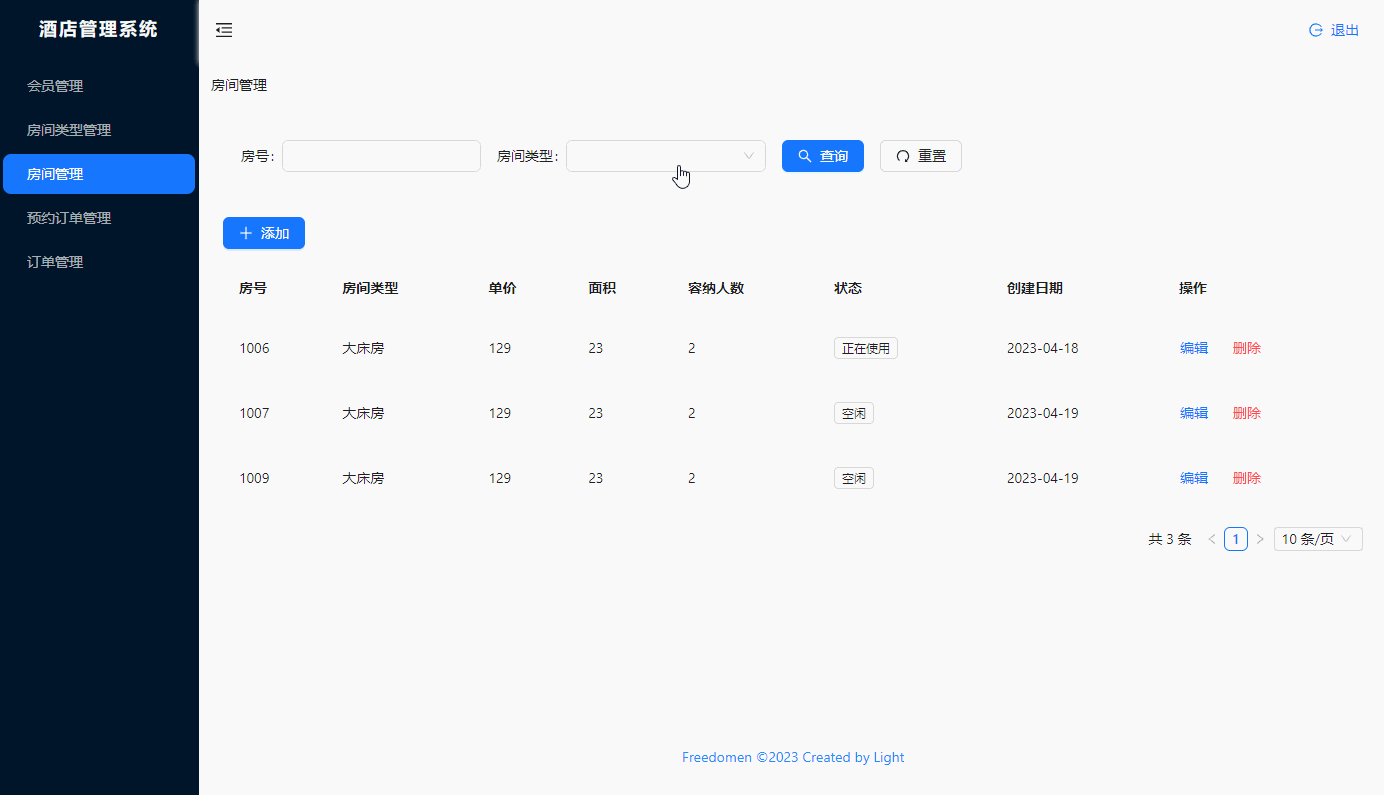 酒店管理系统
退出
会员管理
房间类型管理
房间管理
预约订单管理
订单管理
房间管理
房号: 房间类型: 查询 重置
添加
房号 房间类型 单价 面积 容纳人数 状态 创建日期 操作
1006 大床房 129 23 2 正在使用 2023-04-18 编辑 删除
1007 大床房 129 23 2 空闲 2023-04-19 编辑 删除
1009 大床房 129 23 2 空闲 2023-04-19 编辑 删除
共 3 条 1 10 条/页
Freedomen ©2023 Created by Light